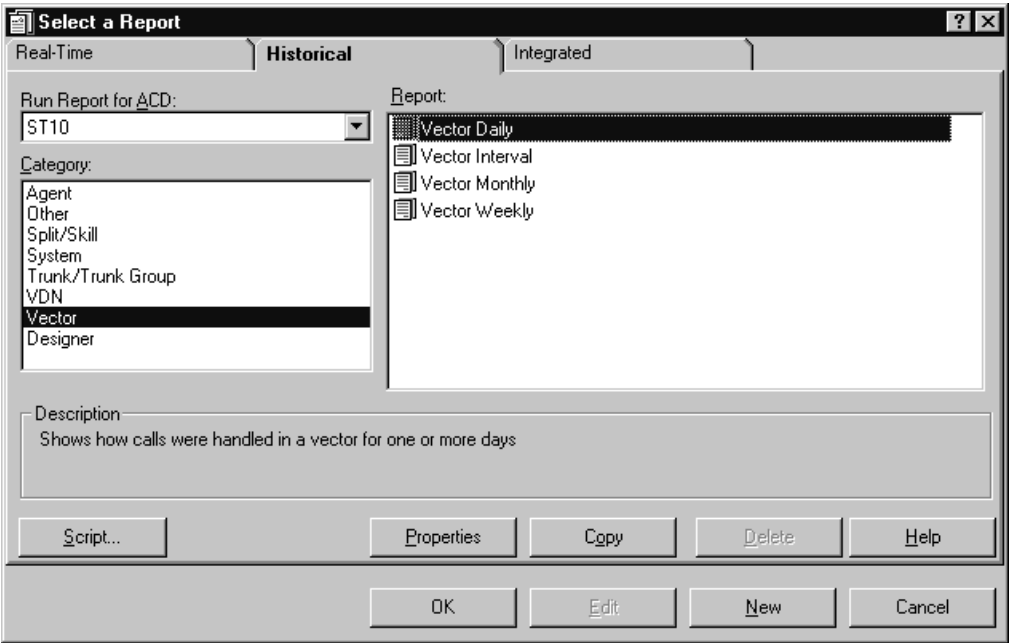 Select a Report
Real-Time
Historical
Integrated
Run Report for ACD:
ST10
Category:
Agent
Other
Split/Skill
System
Trunk/Trunk Group
VDN
Vector
Designer
Report:
Vector Daily
Vector Interval
Vector Monthly
Vector Weekly
Description
Shows how calls were handled in a vector for one or more days
Script...
Properties
Copy
Delete
Help
OK
Edit
New
Cancel